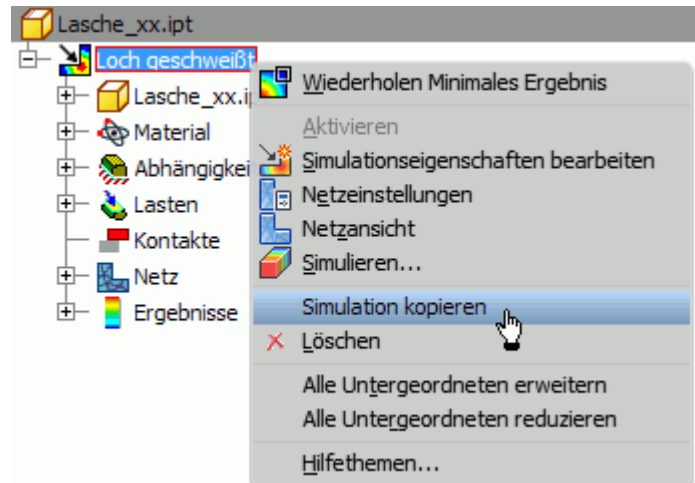 Lasche_xx.ipt
Loch geschweißt
Wiederholen Minimales Ergebnis
Lasche_xx.i
Aktivieren
Material
Simulationseigenschaften bearbeiten
Abhängigkei
Netzeinstellungen
Lasten
Netzansicht
Kontakte
Simulieren...
Netz
Simulation kopieren
Ergebnisse
Löschen
Alle Untergeordneten erweitern
Alle Untergeordneten reduzieren
Hilfethemen...